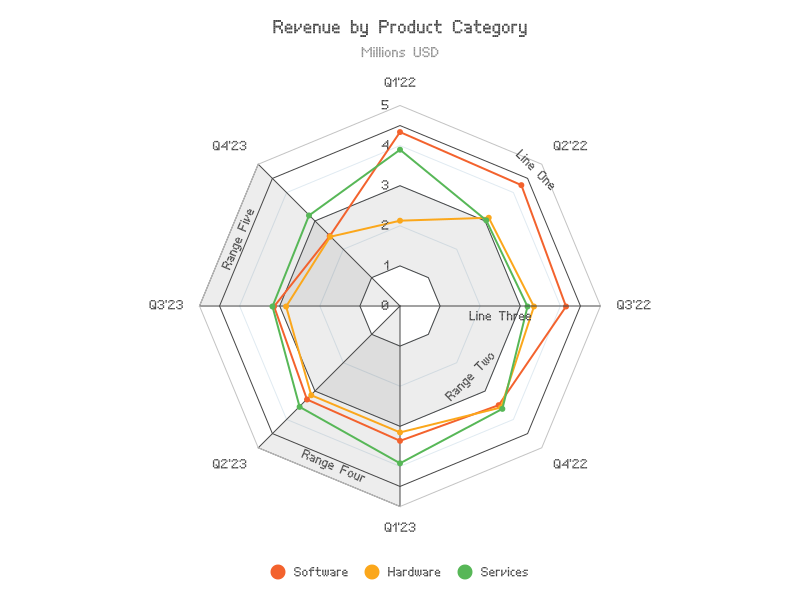 Revenue by Product Category
Millions USD
Q1'22
5
Q4'23
4
Line One
Q2'22
3
Range Five
2
1
Q3'23
0
Q3'22
Line Three
Range Two
Q2'23
Range Four
Q4'22
Q1'23
Software
Hardware
Services